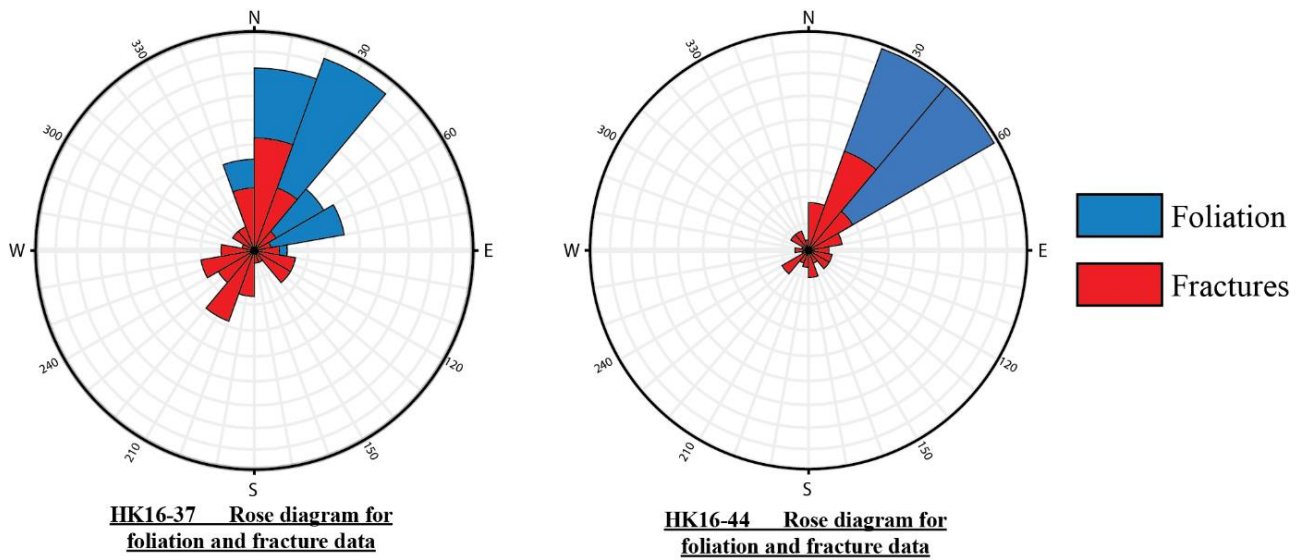 N
30
60
E
120
150
S
210
240
W
300
330
HK16-37 Rose diagram for
foliation and fracture data
N
30
60
E
120
150
S
210
240
W
300
330
HK16-44 Rose diagram for
foliation and fracture data
Foliation
Fractures